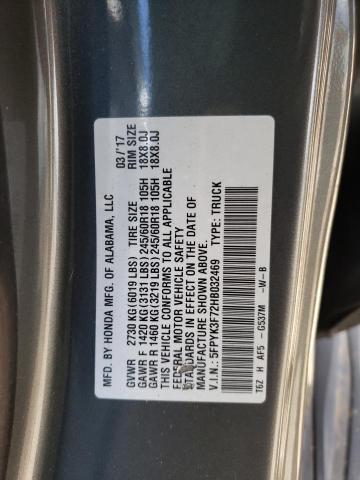 MFD. BY HONDA MFG. OF ALABAMA, LLC 03/'17
GVWR 2730 KG(6019 LBS) TIRE SIZE RIM SIZE
GAWR F 1420 KG(3131 LBS) 245/60R18 105H 18X8.0J
GAWR R 1460 KG(3219 LBS) 245/60R18 105H 18X8.0J
THIS VEHICLE CONFORMS TO ALL APPLICABLE
FEDERAL MOTOR VEHICLE SAFETY
STANDARDS IN EFFECT ON THE DATE OF
MANUFACTURE SHOWN ABOVE.
V.I.N.: 5FPYK3F72HB032469 TYPE: TRUCK
T6Z H AF5 - G537M -W-B